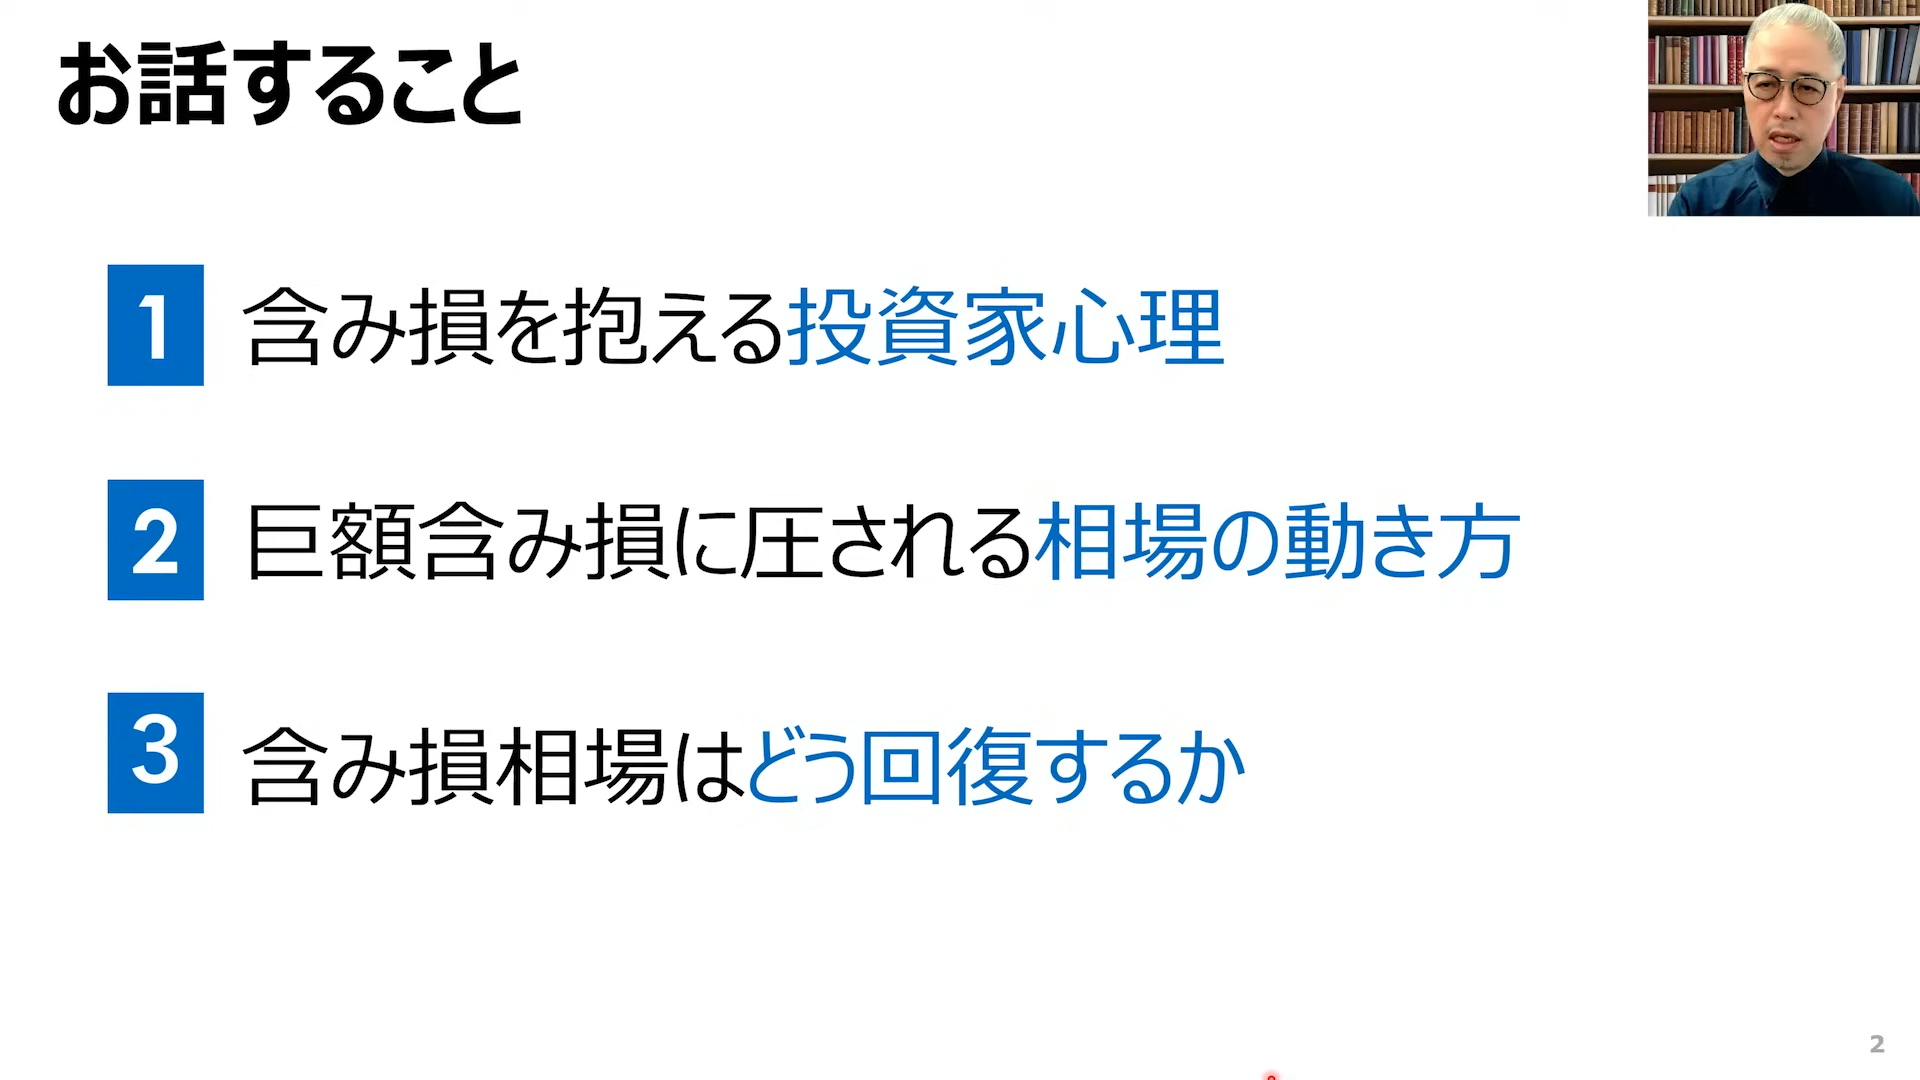 お話すること
1 含み損を抱える投資家心理
2 巨額含み損に圧される相場の動き方
3 含み損相場はどう回復するか
2